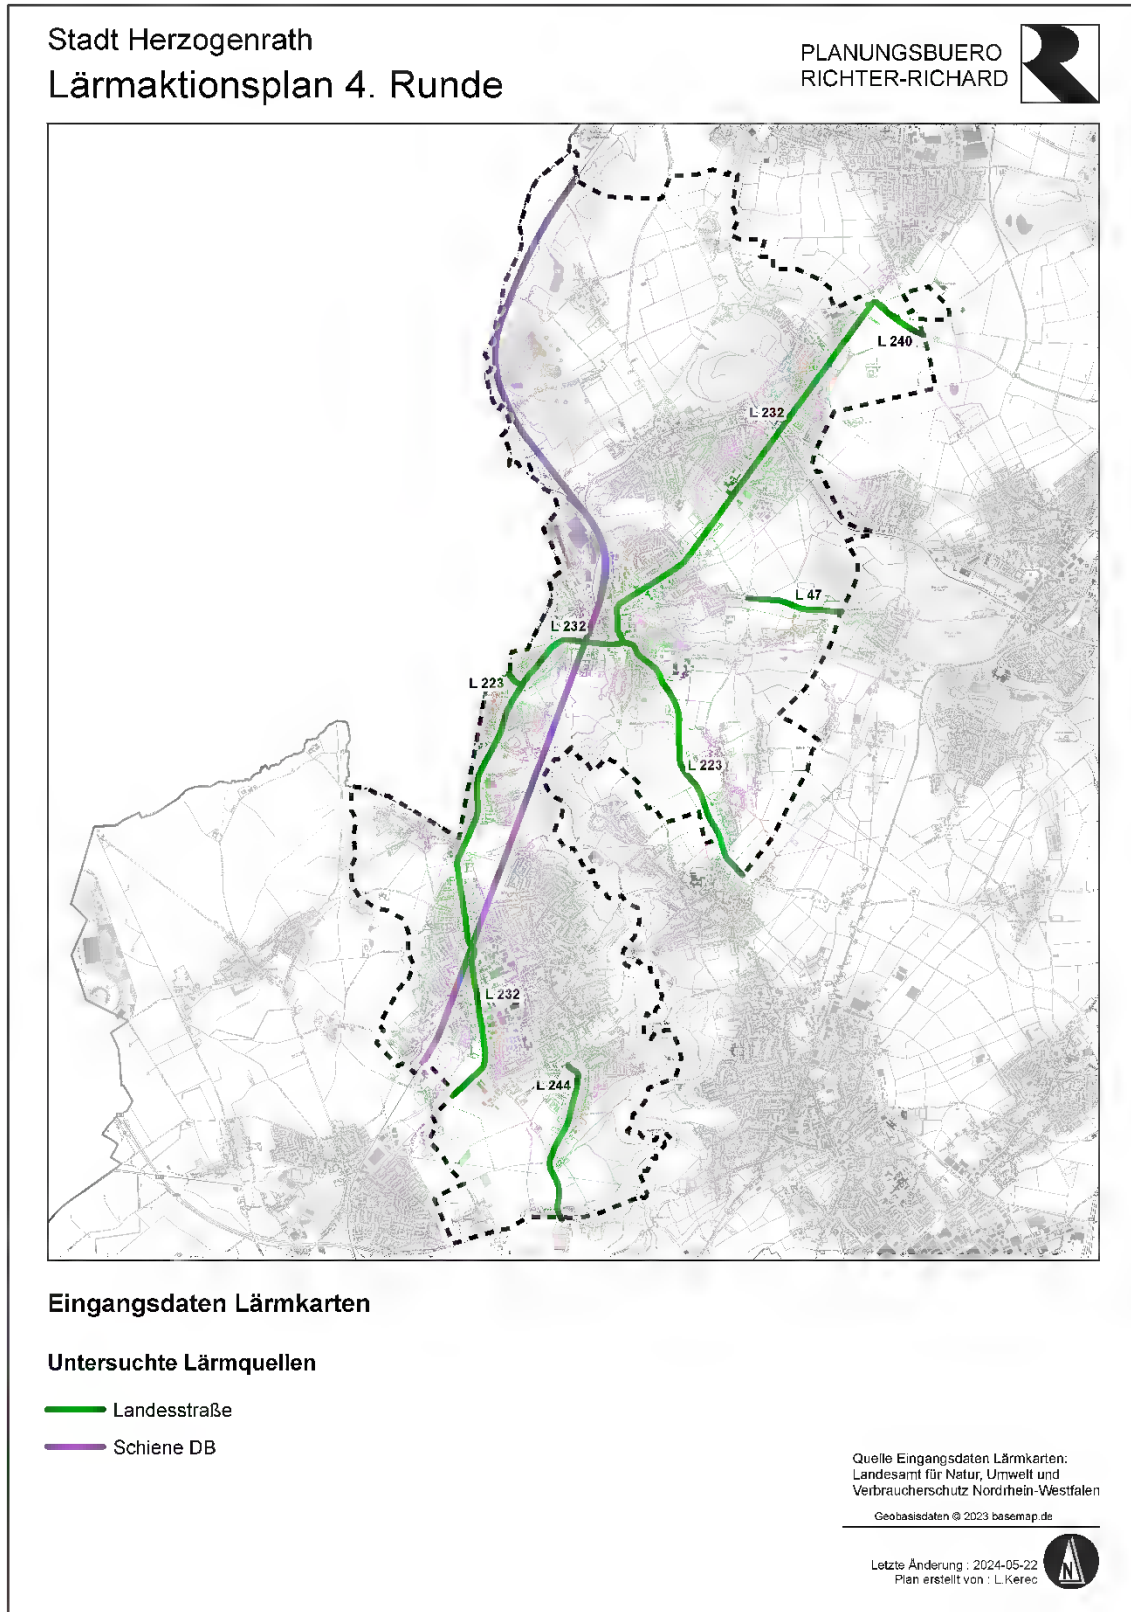 Stadt Herzogenrath
Lärmaktionsplan 4. Runde
PLANUNGSBUERO
RICHTER-RICHARD
L 240
L 232
L 47
L 232
L 223
L 223
L 232
L 244
Eingangsdaten Lärmkarten
Untersuchte Lärmquellen
Landesstraße
Schiene DB
Quelle Eingangsdaten Lärmkarten:
Landesamt für Natur, Umwelt und
Verbraucherschutz Nordrhein-Westfalen
Geobasisdaten © 2023 basemap.de
Letzte Änderung : 2024-05-22
Plan erstellt von : L.Kerec
N